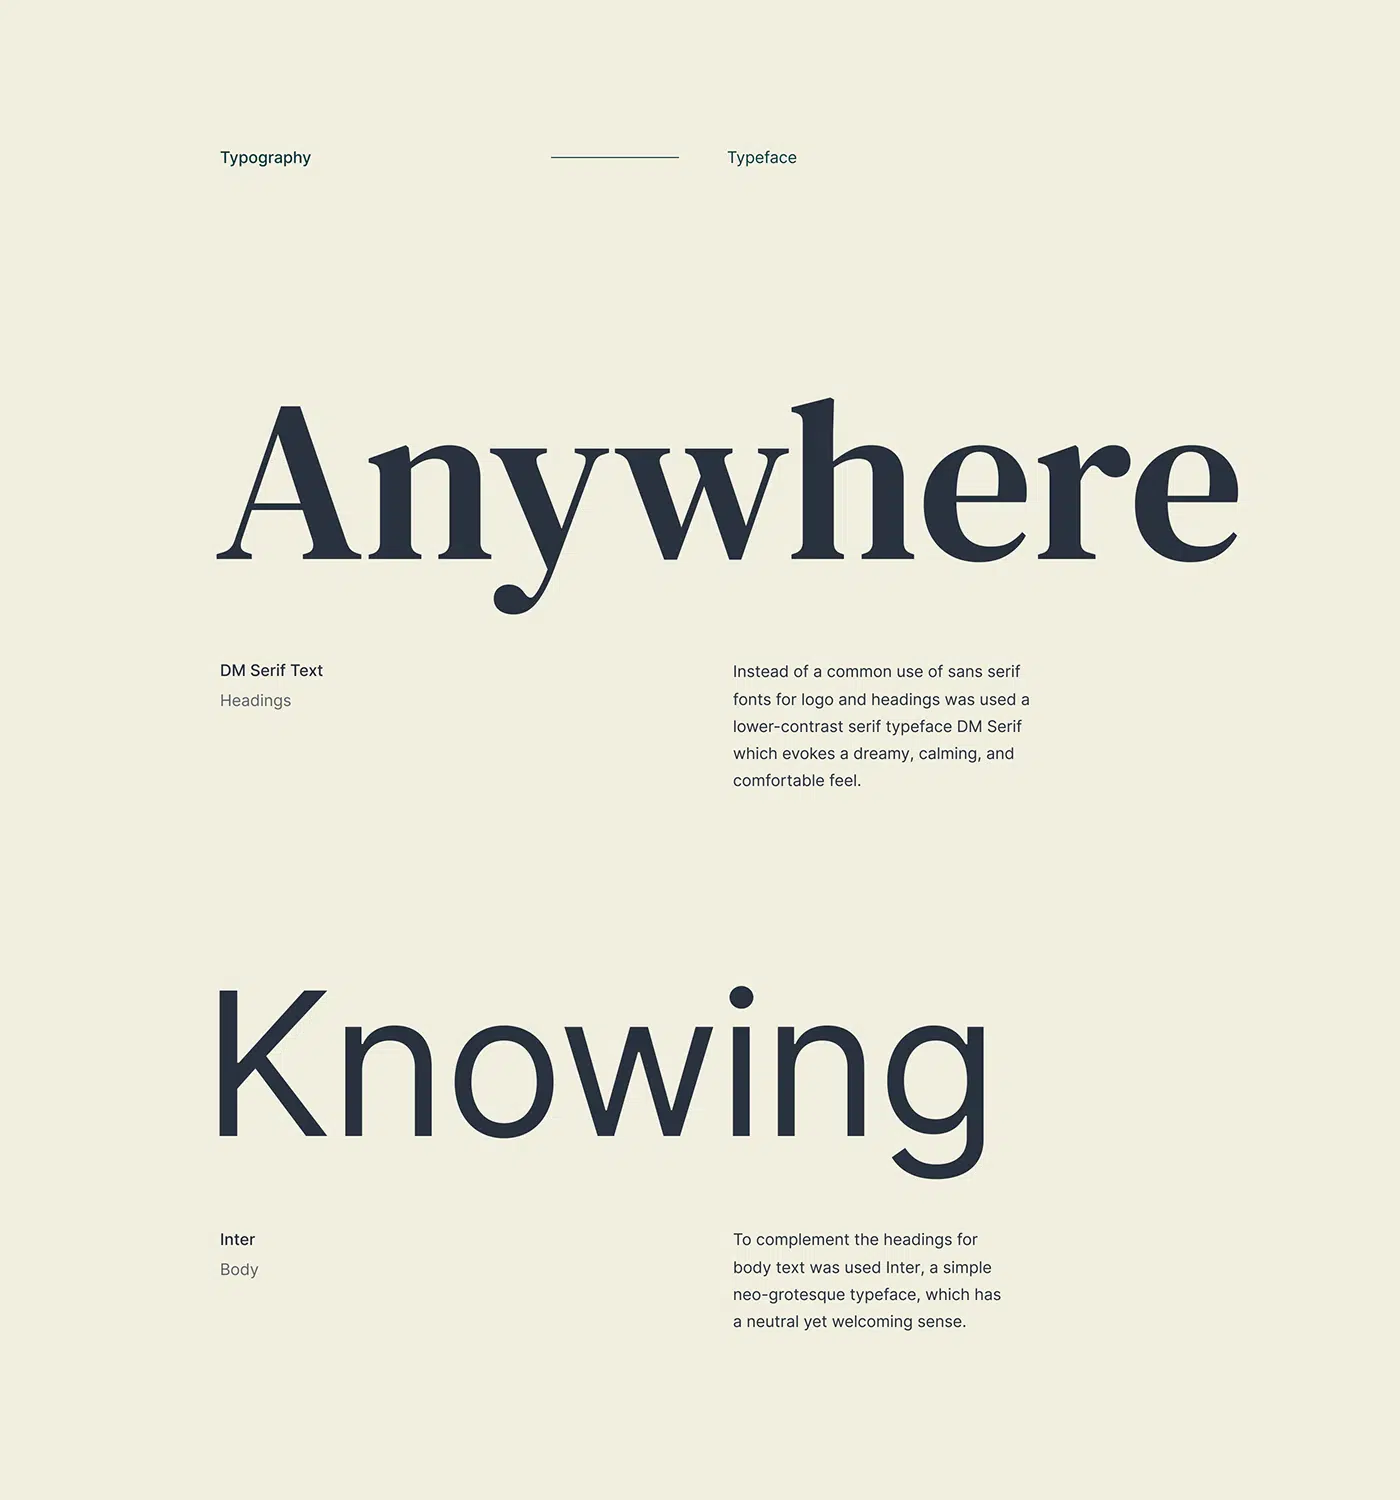 Typography
Typeface
Anywhere
DM Serif Text
Headings
Instead of a common use of sans serif
fonts for logo and headings was used a
lower-contrast serif typeface DM Serif
which evokes a dreamy, calming, and
comfortable feel.
Knowing
Inter
Body
To complement the headings for
body text was used Inter, a simple
neo-grotesque typeface, which has
a neutral yet welcoming sense.